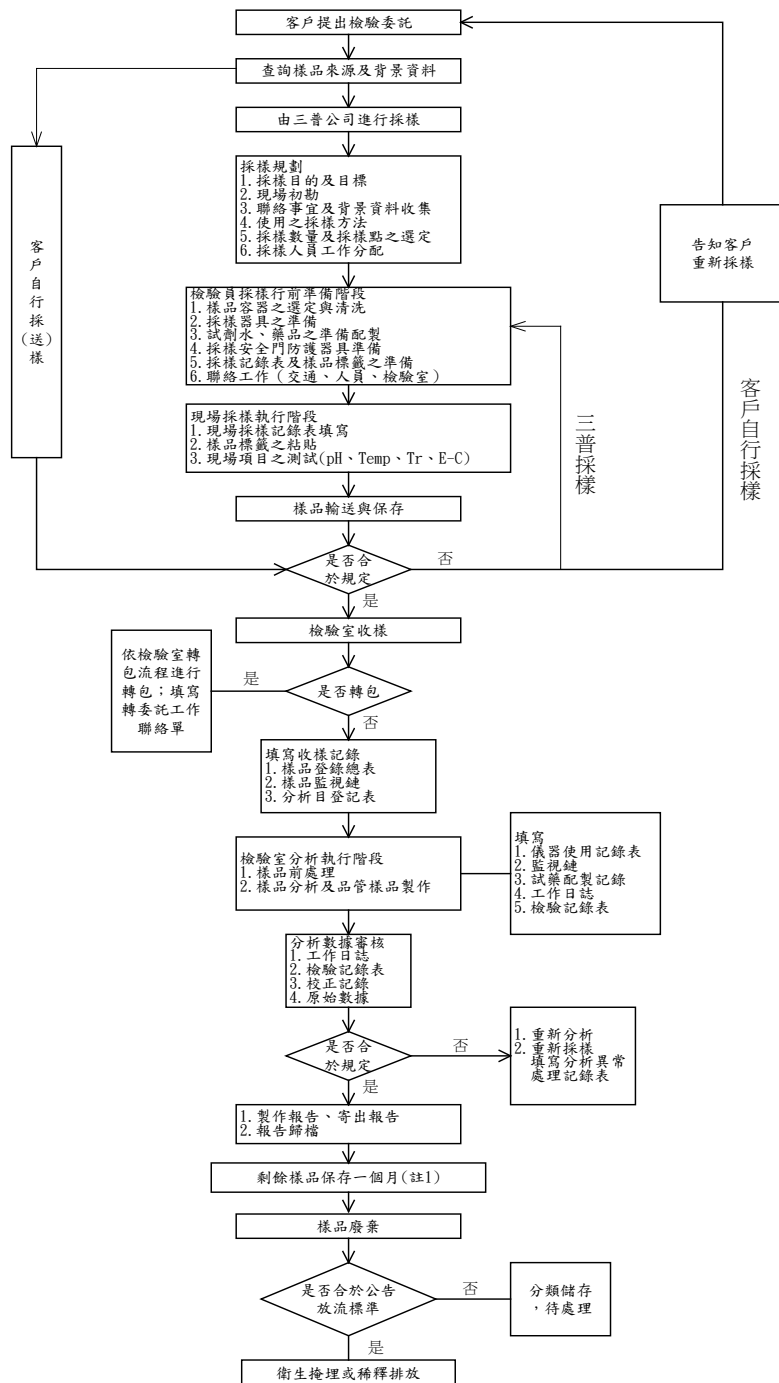 客戶提出檢驗委託
查詢樣品來源及背景資料
由三普公司進行採樣
客戶自行採(送)樣
採樣規劃
1.採樣目的及目標
2.現場初勘
3.聯絡事宜及背景資料收集
4.使用之採樣方法
5.採樣數量及採樣點之選定
6.採樣人員工作分配
告知客戶
重新採樣
檢驗員採樣行前準備階段
1.樣品容器之選定與清洗
2.採樣器具之準備
3.試劑水、藥品之準備配製
4.採樣安全門防護器具準備
5.採樣記錄表及樣品標籤之準備
6.聯絡工作(交通、人員、檢驗室)
三普採樣
客戶自行採樣
現場採樣執行階段
1.現場採樣記錄表填寫
2.樣品標籤之粘貼
3.現場項目之測試(pH、Temp、Tr、E-C)
樣品輸送與保存
是否合
於規定
否
是
檢驗室收樣
依檢驗室轉
包流程進行
轉包；填寫
轉委託工作
聯絡單
是
是否轉包
否
填寫收樣記錄
1.樣品登錄總表
2.樣品監視鏈
3.分析目登記表
檢驗室分析執行階段
1.樣品前處理
2.樣品分析及品管樣品製作
填寫
1.儀器使用記錄表
2.監視鏈
3.試藥配製記錄
4.工作日誌
5.檢驗記錄表
分析數據審核
1.工作日誌
2.檢驗記錄表
3.校正記錄
4.原始數據
是否合
於規定
否
是
1.重新分析
2.重新採樣
填寫分析異常
處理記錄表
1.製作報告、寄出報告
2.報告歸檔
剩餘樣品保存一個月(註1)
樣品廢棄
是否合於公告
放流標準
否
是
分類儲存
，待處理
衛生掩埋或稀釋排放